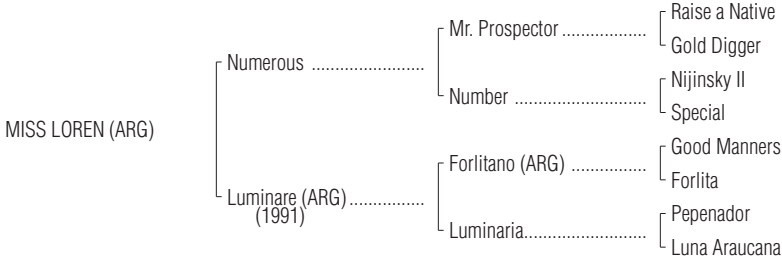 Raise a Native
Mr. Prospector ..................
Gold Digger
Numerous ........................
Nijinsky II
Number ............................
Special
MISS LOREN (ARG)
Good Manners
Forlitano (ARG) ................
Forlita
Luminare (ARG)................
(1991)
Pepenador
Luminaria..........................
Luna Araucana